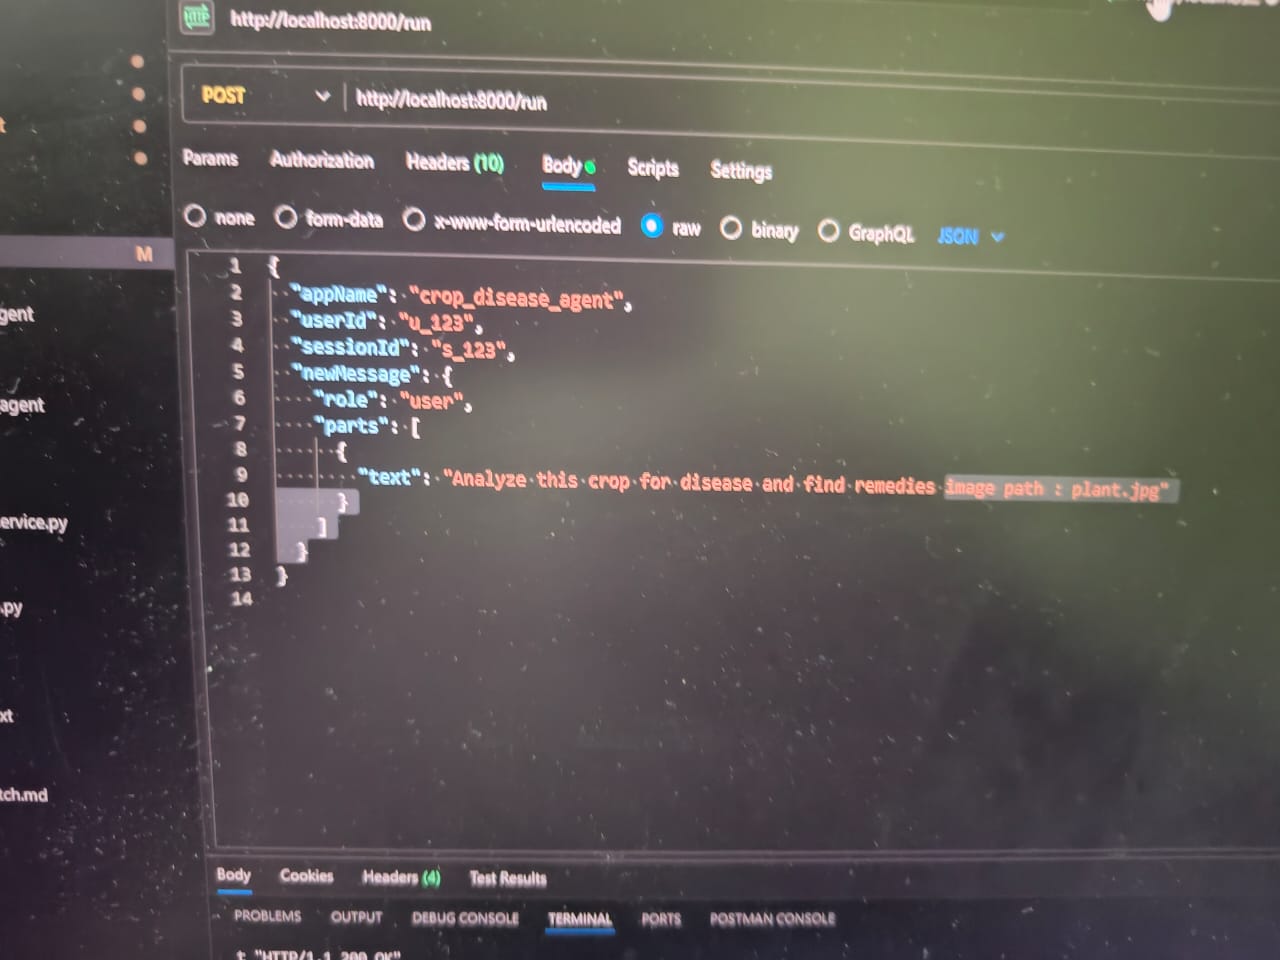 HTTP http://localhost:8000/run
POST http://localhost:8000/run
Params Authorization Headers (10) Body Scripts Settings
none form-data x-www-form-urlencoded raw binary GraphQL JSON
M
1 {
2 "appName": "crop_disease_agent",
3 "userId": "u_123",
4 "sessionId": "s_123",
5 "newMessage": {
6 "role": "user",
7 "parts": [
8 {
9 "text": "Analyze this crop for disease and find remedies image path : plant.jpg"
10 }
11 ]
12 }
13 }
14
gent
agent
ervice.py
.py
xt
tch.md
Body Cookies Headers (4) Test Results
PROBLEMS OUTPUT DEBUG CONSOLE TERMINAL PORTS POSTMAN CONSOLE
t "HTTP/1.1 200 OK"